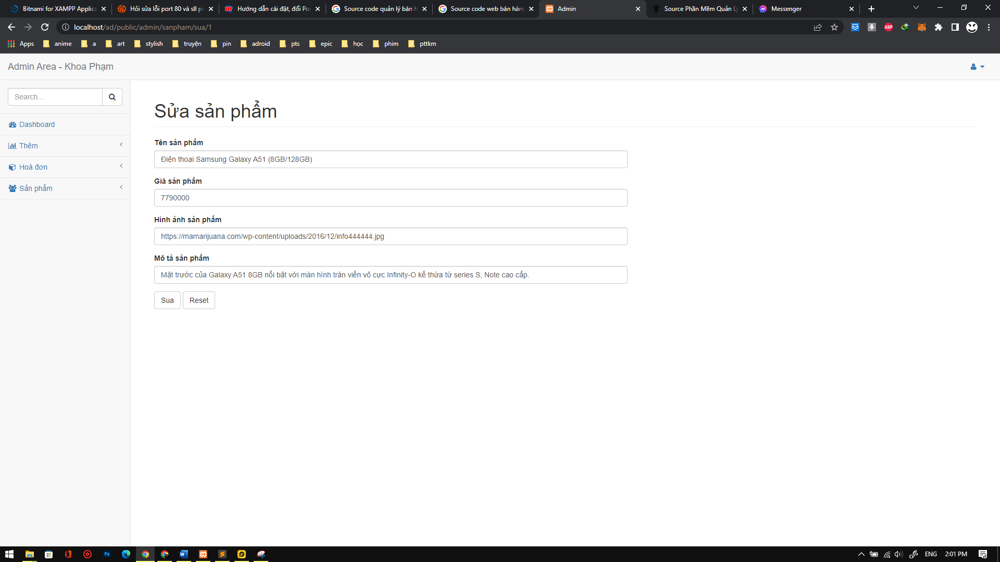 Bitnami for XAMPP Applica
Hỏi sửa lỗi port 80 và sll p
Hướng dẫn cài đặt, đổi Po
Source code quản lý bán h
Source code web bán hàng
Admin
Source Phần Mềm Quản L
Messenger
localhost/ad/public/admin/sanpham/sua/1
ABP
Apps
anime
a
art
stylish
truyện
pin
adroid
pts
epic
học
phim
pttkm
Admin Area - Khoa Phạm
Search...
Dashboard
Thêm
Hoá đơn
Sản phẩm
Sửa sản phẩm
Tên sản phẩm
Điện thoại Samsung Galaxy A51 (8GB/128GB)
Giá sản phẩm
7790000
Hình ảnh sản phẩm
https://mamarijuana.com/wp-content/uploads/2016/12/info444444.jpg
Mô tả sản phẩm
Mặt trước của Galaxy A51 8GB nổi bật với màn hình tràn viền vô cực Infinity-O kế thừa từ series S, Note cao cấp.
Sua Reset
Ps
ENG
2:01 PM